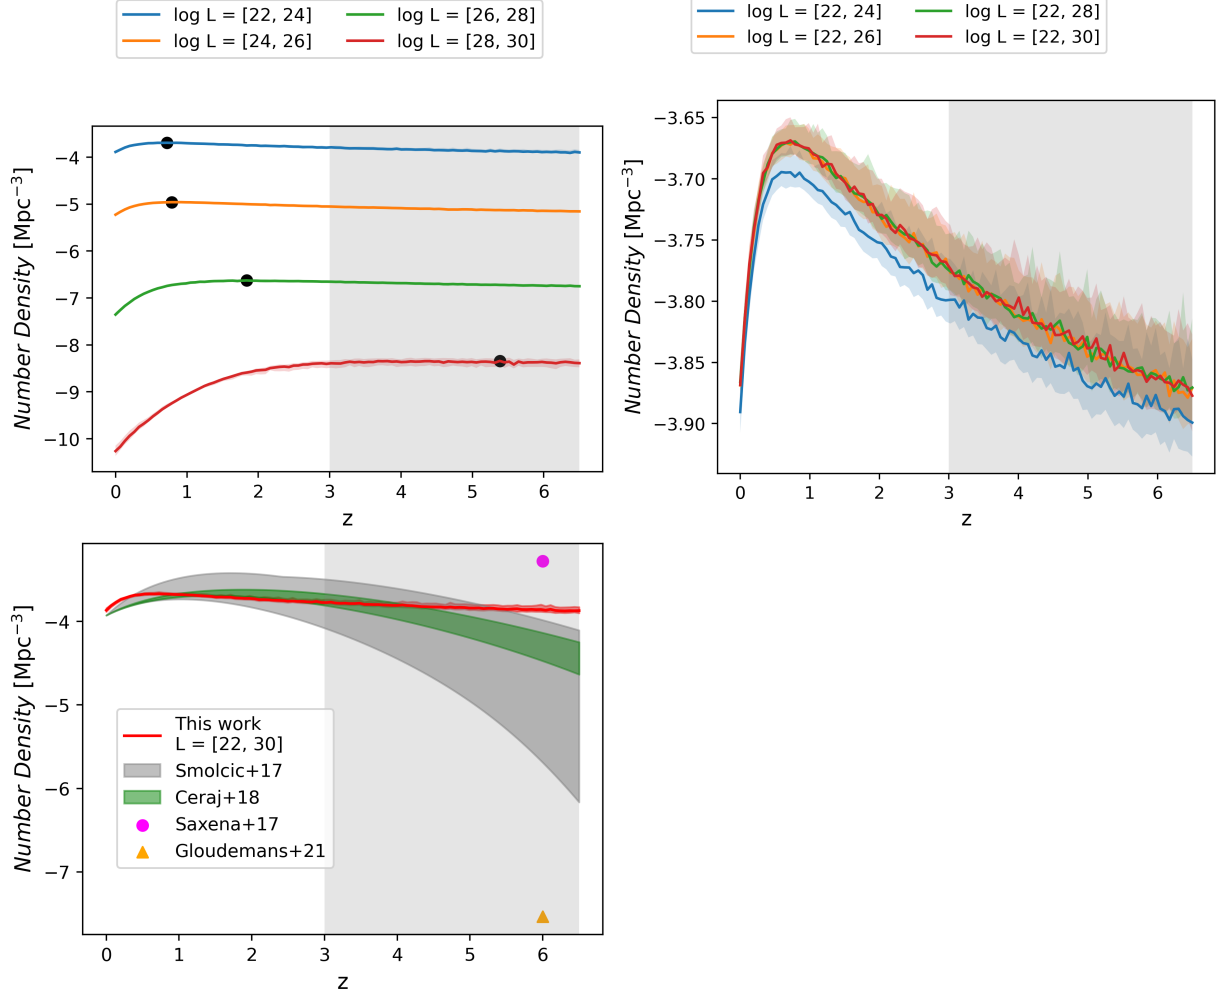 log L = [22, 24]
log L = [24, 26]
log L = [26, 28]
log L = [28, 30]
Number Density [Mpc⁻³]
−4
−5
−6
−7
−8
−9
−10
0 1 2 3 4 5 6
z
log L = [22, 24]
log L = [22, 26]
log L = [22, 28]
log L = [22, 30]
Number Density [Mpc⁻³]
−3.65
−3.70
−3.75
−3.80
−3.85
−3.90
0 1 2 3 4 5 6
z
Number Density [Mpc⁻³]
−4
−5
−6
−7
This work
L = [22, 30]
Smolcic+17
Ceraj+18
Saxena+17
Gloudemans+21
0 1 2 3 4 5 6
z